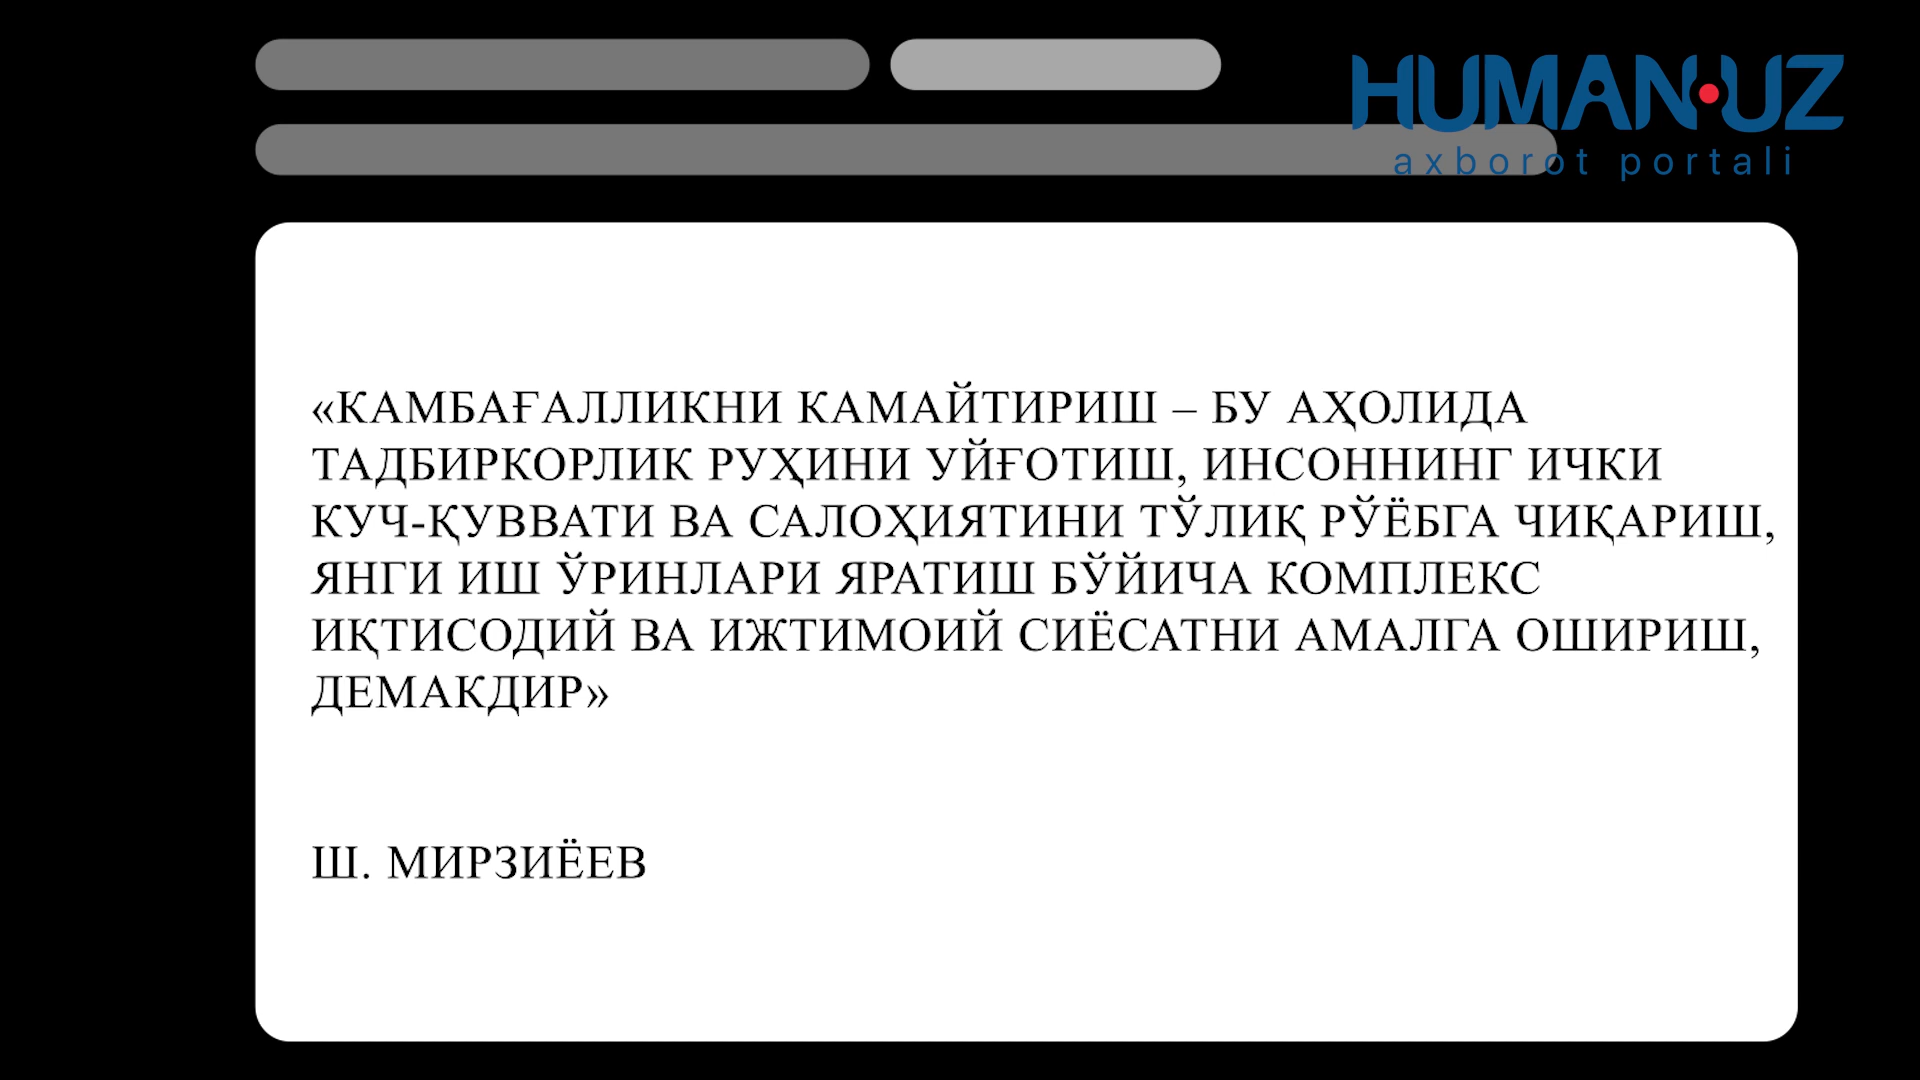 HUMAN.UZ
axborot portali
«КАМБАҒАЛЛИКНИ КАМАЙТИРИШ – БУ АҲОЛИДА
ТАДБИРКОРЛИК РУҲИНИ УЙҒОТИШ, ИНСОННИНГ ИЧКИ
КУЧ-ҚУВВАТИ ВА САЛОҲИЯТИНИ ТЎЛИҚ РЎЁБГА ЧИҚАРИШ,
ЯНГИ ИШ ЎРИНЛАРИ ЯРАТИШ БЎЙИЧА КОМПЛЕКС
ИҚТИСОДИЙ ВА ИЖТИМОИЙ СИЁСАТНИ АМАЛГА ОШИРИШ,
ДЕМАКДИР»
Ш. МИРЗИЁЕВ